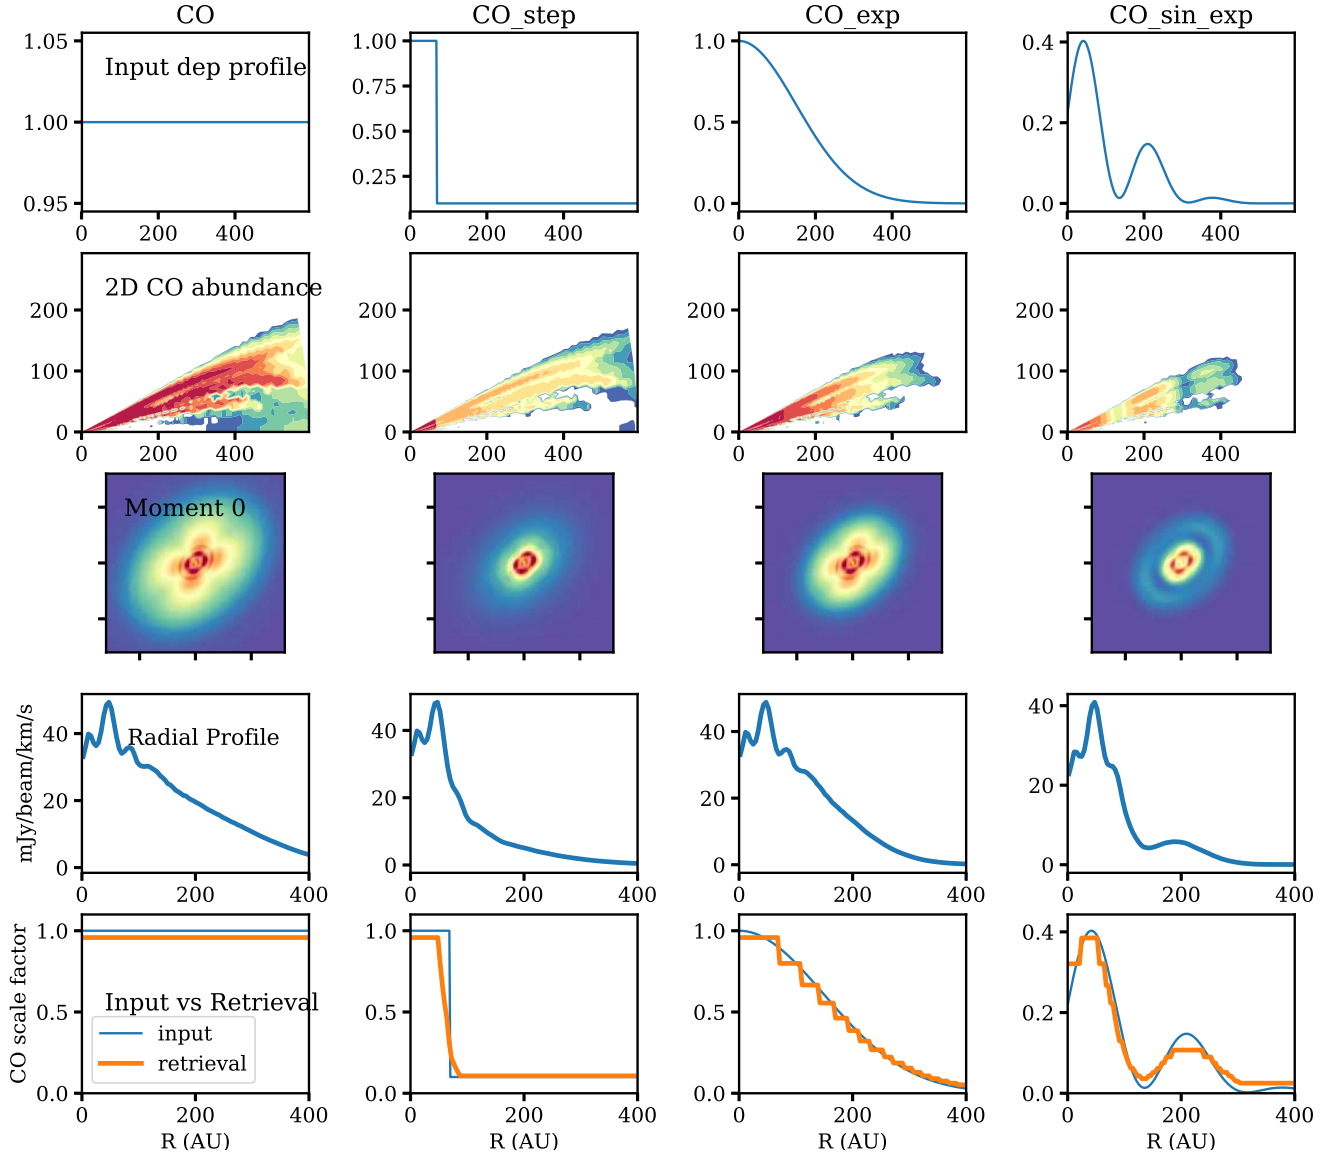 CO CO_step CO_exp CO_sin_exp
1.05 1.00 0.95
Input dep profile
0 200 400
1.00 0.75 0.50 0.25
0 200 400
1.0 0.5 0.0
0 200 400
0.4 0.2 0.0
0 200 400
200 100 0
2D CO abundance
0 200 400
200 100 0
0 200 400
200 100 0
0 200 400
200 100 0
0 200 400
Moment 0
mJy/beam/km/s
40 20 0
Radial Profile
0 200 400
40 20 0
0 200 400
40 20 0
0 200 400
40 20 0
0 200 400
CO scale factor
1.0 0.5 0.0
Input vs Retrieval
input
retrieval
0 200 400
R (AU)
1.0 0.5 0.0
0 200 400
R (AU)
1.0 0.5 0.0
0 200 400
R (AU)
0.4 0.2 0.0
0 200 400
R (AU)